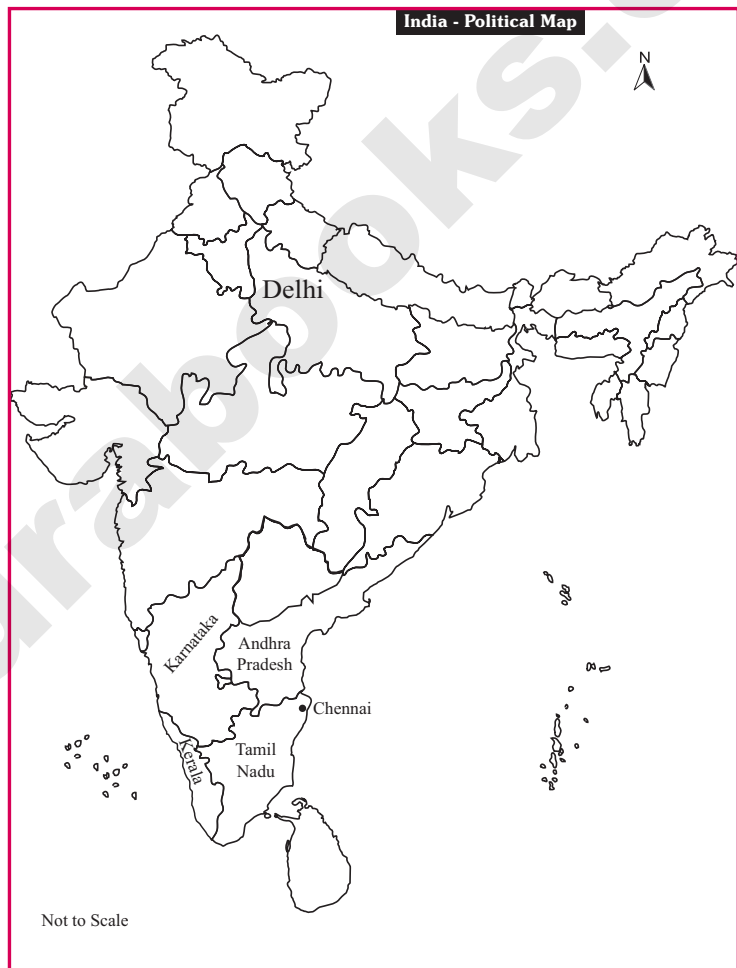 India - Political Map
N
Delhi
Karnataka
Andhra
Pradesh
Chennai
Kerala
Tamil
Nadu
Not to Scale